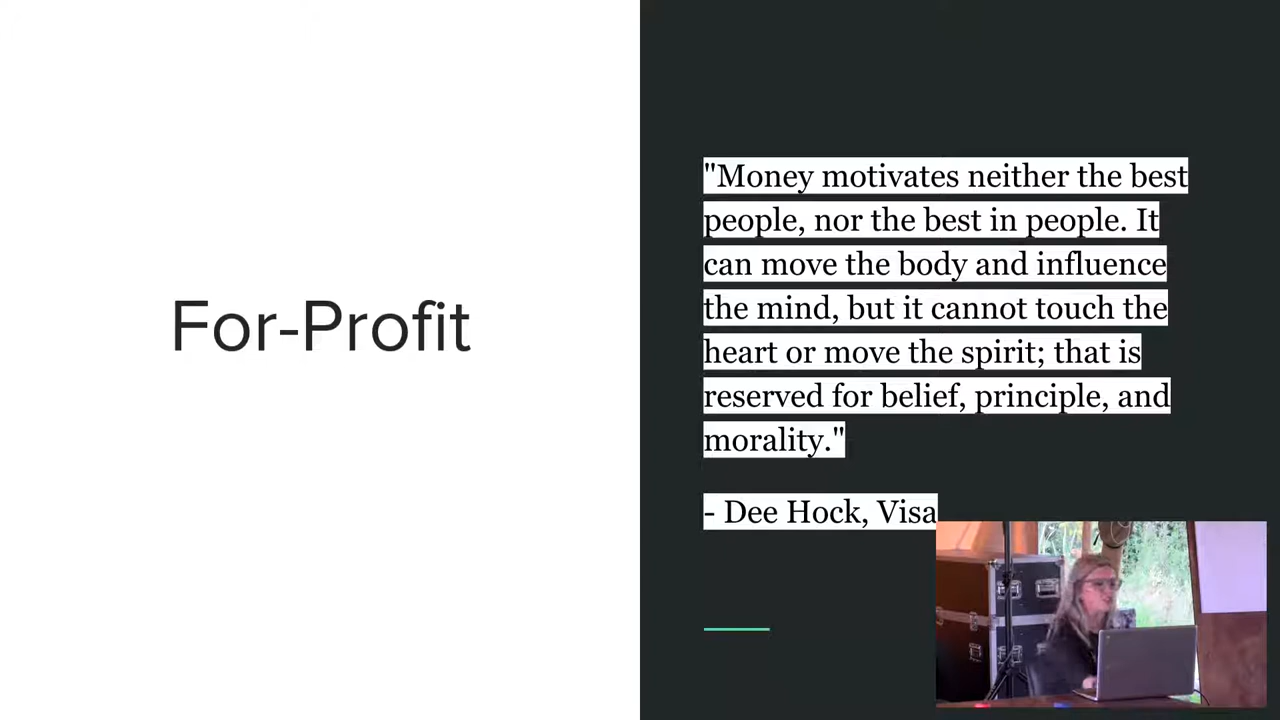 For-Profit
"Money motivates neither the best
people, nor the best in people. It
can move the body and influence
the mind, but it cannot touch the
heart or move the spirit; that is
reserved for belief, principle, and
morality."
- Dee Hock, Visa